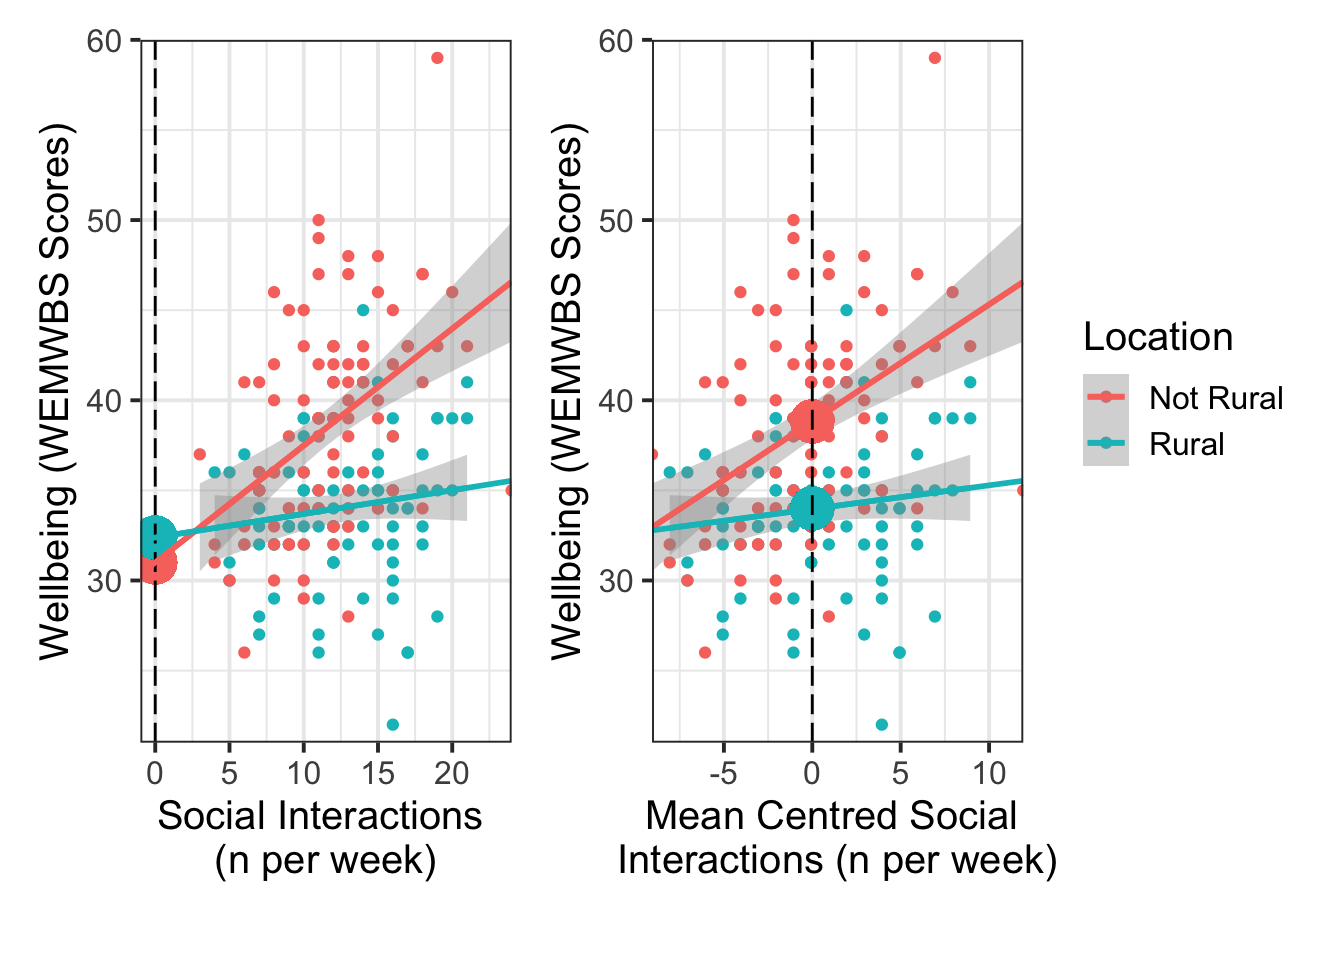 60
50
40
30
Wellbeing (WEMWBS Scores)
0 5 10 15 20
Social Interactions
(n per week)
60
50
40
30
Wellbeing (WEMWBS Scores)
-5 0 5 10
Mean Centred Social
Interactions (n per week)
Location
Not Rural
Rural